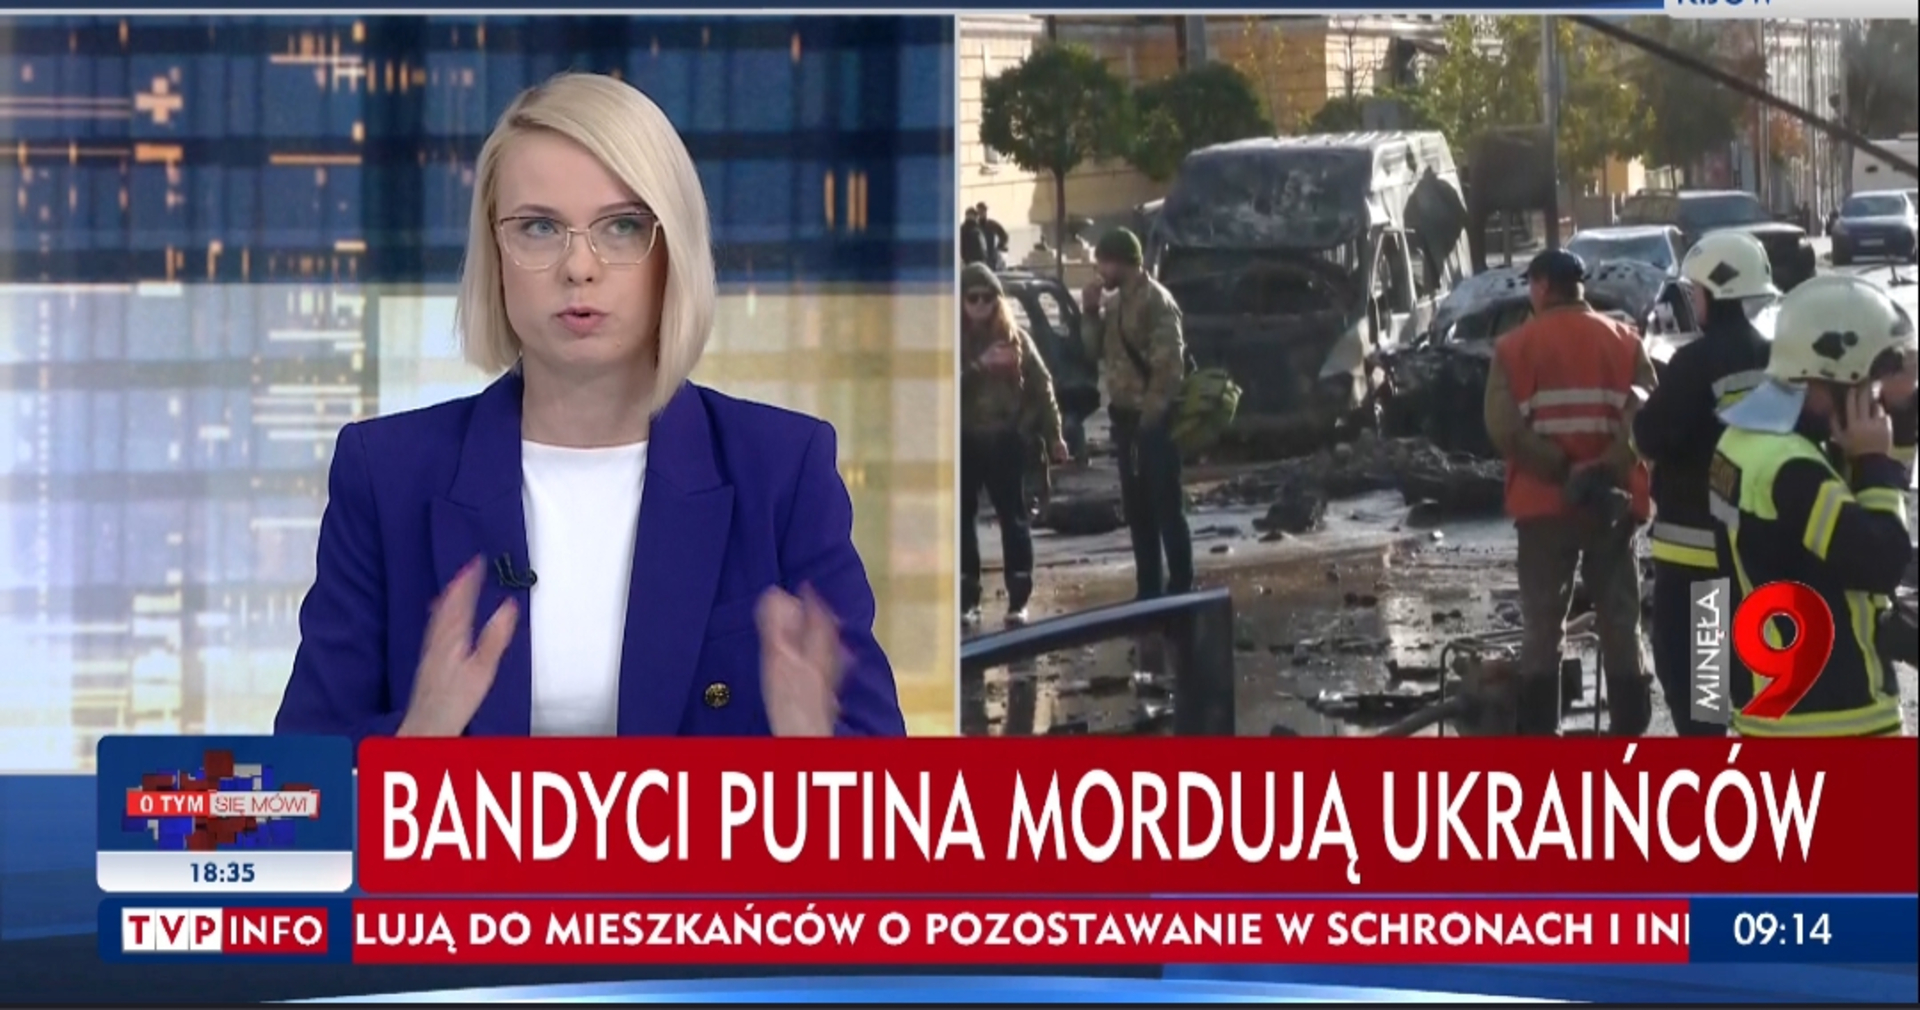 MINĘŁA 9
O TYM SIĘ MÓWI
18:35
BANDYCI PUTINA MORDUJĄ UKRAIŃCÓW
TVP INFO
LUJĄ DO MIESZKAŃCÓW O POZOSTAWANIE W SCHRONACH I
09:14